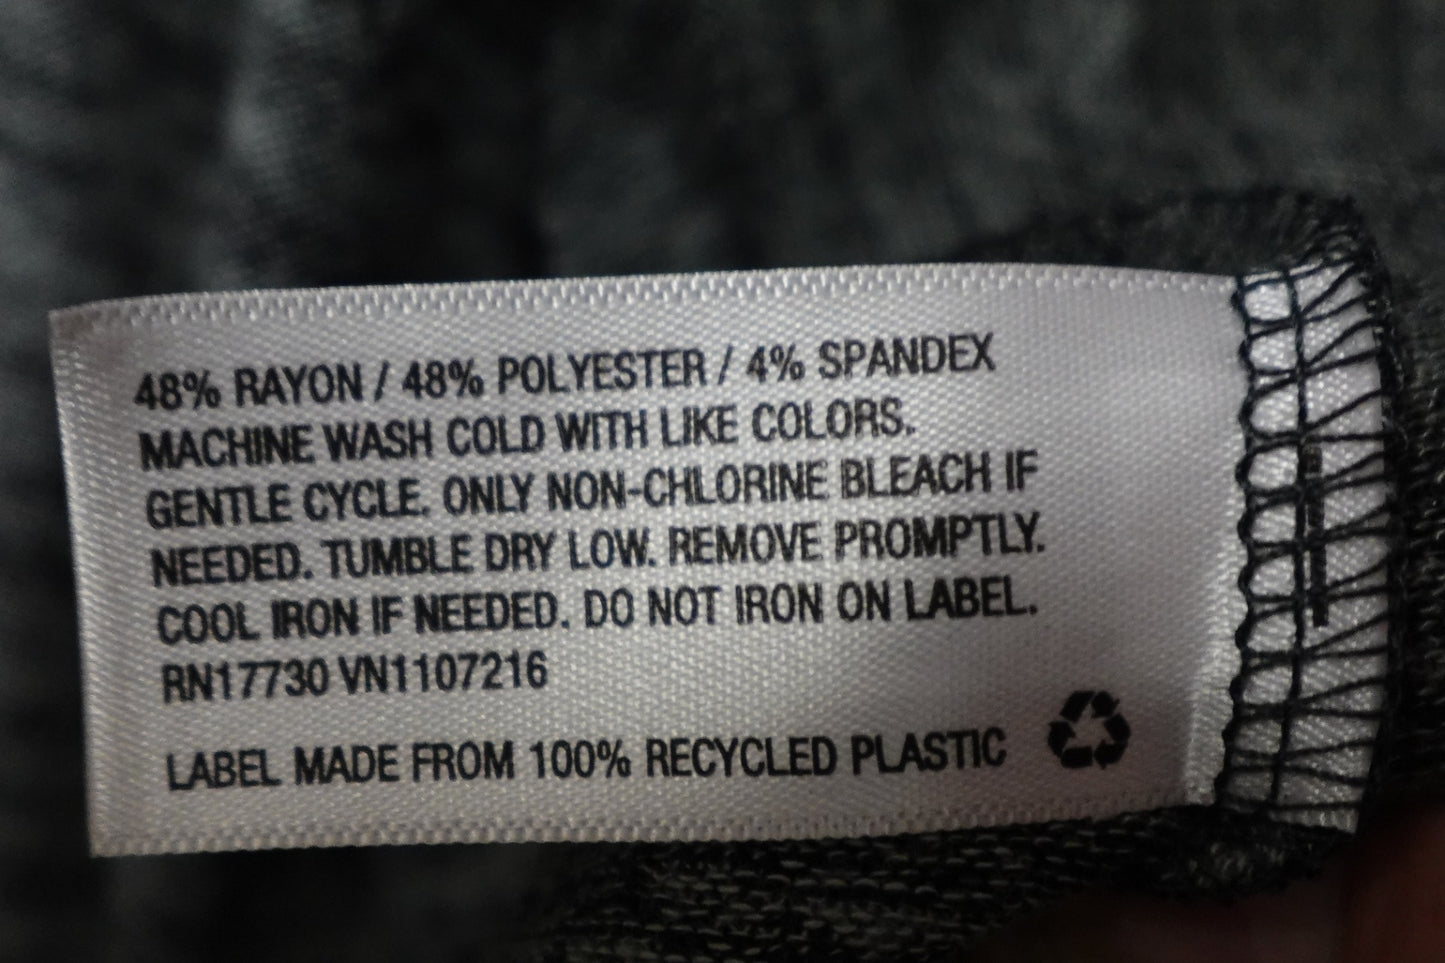 48% RAYON / 48% POLYESTER / 4% SPANDEX
MACHINE WASH COLD WITH LIKE COLORS.
GENTLE CYCLE. ONLY NON-CHLORINE BLEACH IF
NEEDED. TUMBLE DRY LOW. REMOVE PROMPTLY.
COOL IRON IF NEEDED. DO NOT IRON ON LABEL.
RN17730 VN1107216
LABEL MADE FROM 100% RECYCLED PLASTIC